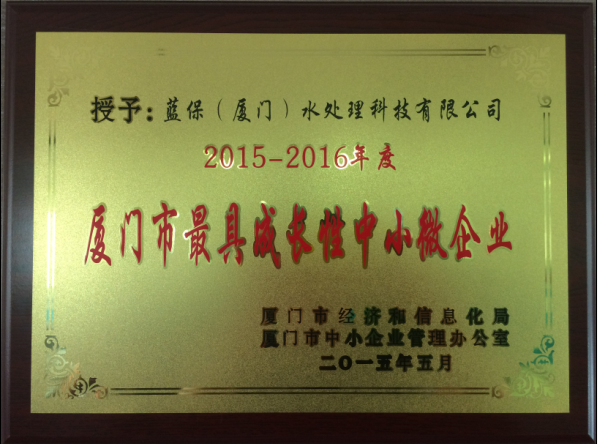 授予：蓝保（厦门）水处理科技有限公司
2015-2016年度
厦门市最具成长性中小微企业
厦门市经济和信息化局
厦门市中小企业管理办公室
二〇一五年五月